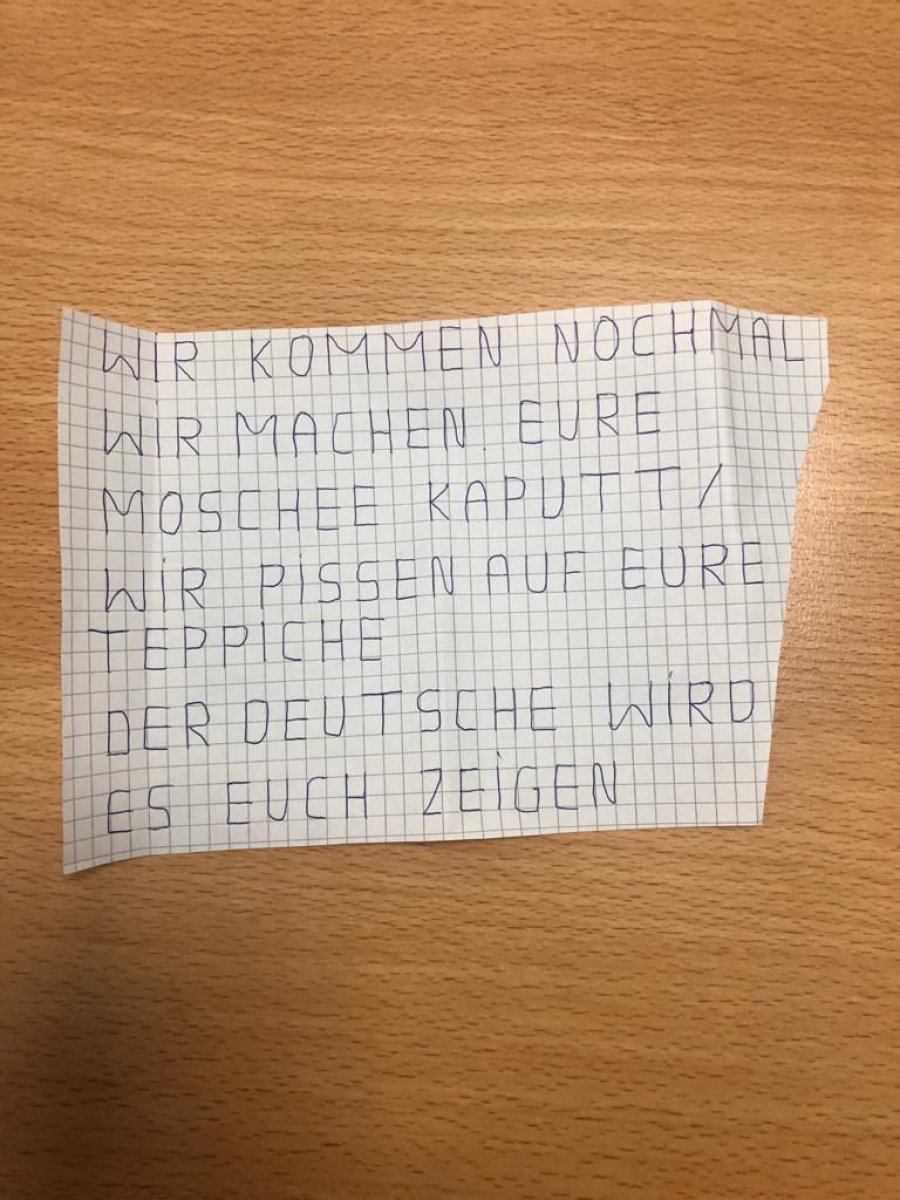 WIR KOMMEN NOCHMAL
WIR MACHEN EURE
MOSCHEE KAPUTT/
WIR PISSEN AUF EURE
TEPPICHE
DER DEUTSCHE WIRD
ES EUCH ZEIGEN